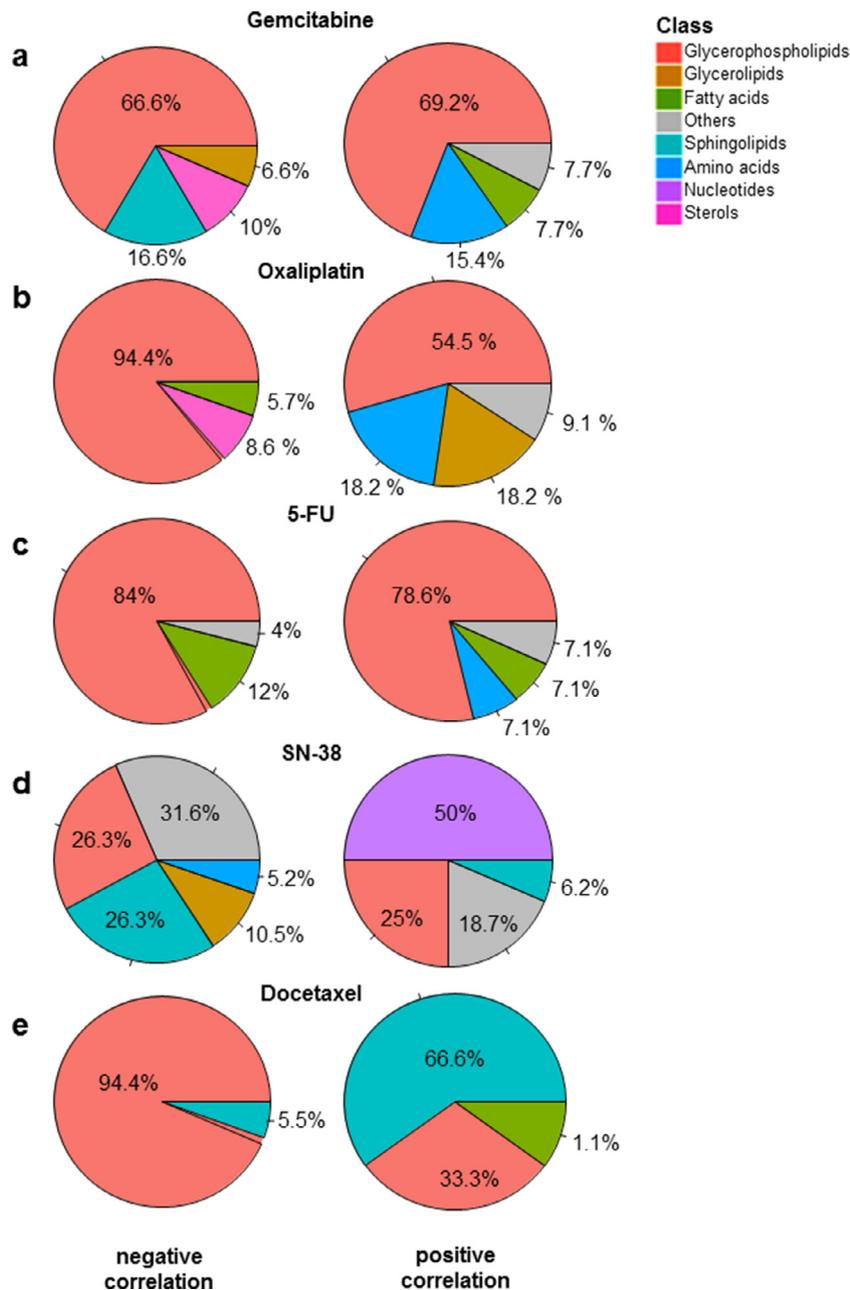 Gemcitabine
Class
Glycerophospholipids
Glycerolipids
Fatty acids
Others
Sphingolipids
Amino acids
Nucleotides
Sterols
a
66.6%
6.6%
10%
16.6%
69.2%
7.7%
7.7%
15.4%
Oxaliplatin
b
94.4%
5.7%
8.6 %
54.5 %
9.1 %
18.2 %
18.2 %
5-FU
c
84%
4%
12%
78.6%
7.1%
7.1%
7.1%
SN-38
d
31.6%
26.3%
26.3%
5.2%
10.5%
50%
6.2%
25%
18.7%
Docetaxel
e
94.4%
5.5%
66.6%
1.1%
33.3%
negative
correlation
positive
correlation